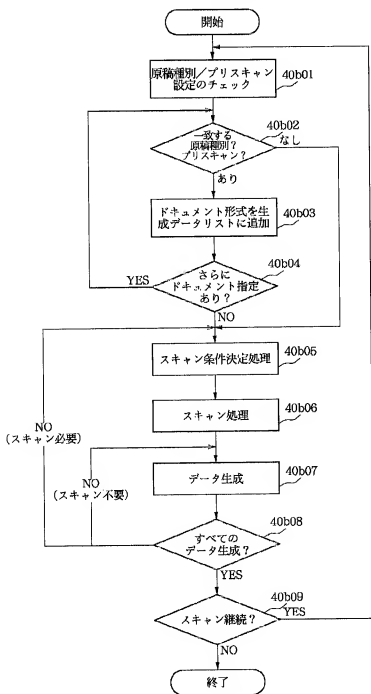 開始
原稿種別／プリスキャン
設定のチェック
40b01
一致する
原稿種別？
プリスキャン？
40b02
なし
あり
ドキュメント形式を生
成データリストに追加
40b03
さらに
ドキュメント指定
あり？
40b04
YES
NO
スキャン条件決定処理
40b05
スキャン処理
40b06
NO
（スキャン必要）
NO
（スキャン不要）
データ生成
40b07
すべての
データ生成？
40b08
YES
スキャン継続？
40b09
YES
NO
終了